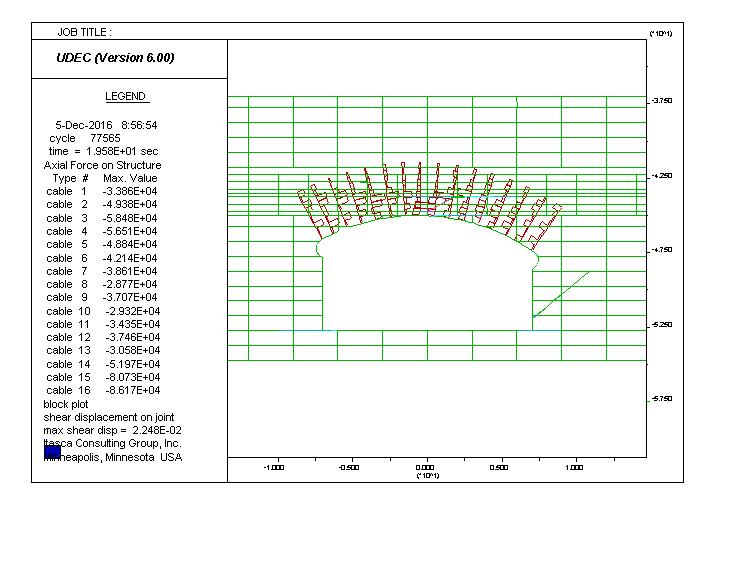 JOB TITLE :
(*10^1)
UDEC (Version 6.00)
LEGEND
5-Dec-2016 8:56:54
cycle 77565
time = 1.958E+01 sec
Axial Force on Structure
Type # Max. Value
cable 1 -3.386E+04
cable 2 -4.938E+04
cable 3 -5.848E+04
cable 4 -5.651E+04
cable 5 -4.884E+04
cable 6 -4.214E+04
cable 7 -3.861E+04
cable 8 -2.877E+04
cable 9 -3.707E+04
cable 10 -2.932E+04
cable 11 -3.435E+04
cable 12 -3.746E+04
cable 13 -3.058E+04
cable 14 -5.197E+04
cable 15 -8.073E+04
cable 16 -8.617E+04
block plot
shear displacement on joint
max shear disp = 2.248E-02
Itasca Consulting Group, Inc.
Minneapolis, Minnesota USA
-3.750
-4.250
-4.750
-5.250
-5.750
-1.000 -0.500 0.000 0.500 1.000
(*10^1)